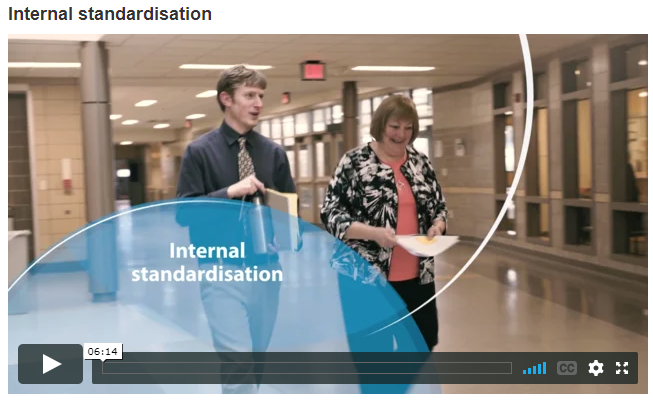 Internal standardisation
Internal
standardisation
06:14
CC